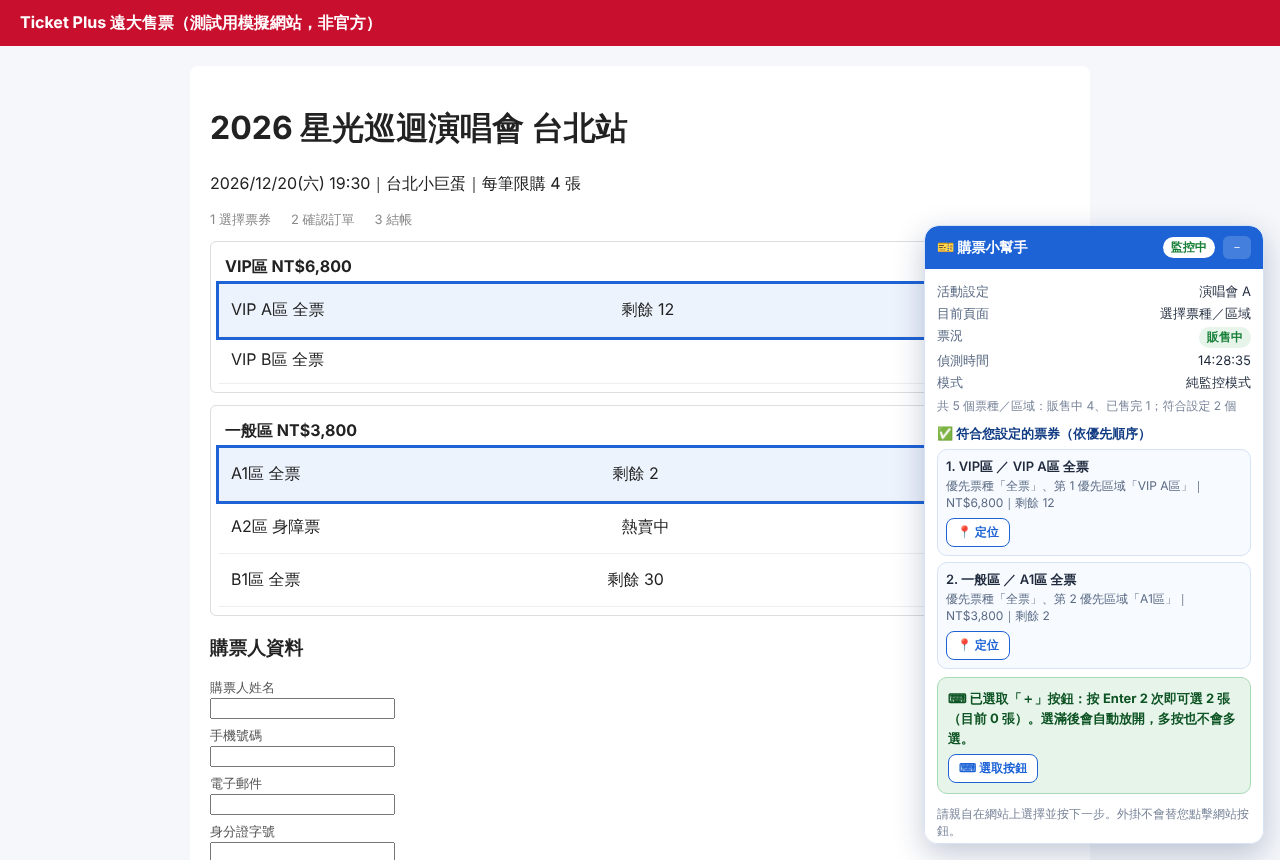 Ticket Plus 遠大售票（測試用模擬網站，非官方）
2026 星光巡迴演唱會 台北站
2026/12/20(六) 19:30｜台北小巨蛋｜每筆限購 4 張
1 選擇票券 2 確認訂單 3 結帳
VIP區 NT$6,800
VIP A區 全票 剩餘 12
VIP B區 全票
一般區 NT$3,800
A1區 全票 剩餘 2
A2區 身障票 熱賣中
B1區 全票 剩餘 30
購票人資料
購票人姓名
手機號碼
電子郵件
身分證字號
🎫 購票小幫手 監控中 −
活動設定 演唱會 A
目前頁面 選擇票種／區域
票況 販售中
偵測時間 14:28:35
模式 純監控模式
共 5 個票種／區域：販售中 4、已售完 1；符合設定 2 個
✅ 符合您設定的票券（依優先順序）
1. VIP區 ／ VIP A區 全票
優先票種「全票」、第 1 優先區域「VIP A區」｜
NT$6,800｜剩餘 12
📍 定位
2. 一般區 ／ A1區 全票
優先票種「全票」、第 2 優先區域「A1區」｜
NT$3,800｜剩餘 2
📍 定位
⌨ 已選取「＋」按鈕：按 Enter 2 次即可選 2 張
（目前 0 張）。選滿後會自動放開，多按也不會多
選。
⌨ 選取按鈕
請親自在網站上選擇並按下一步。外掛不會替您點擊網站按
鈕。